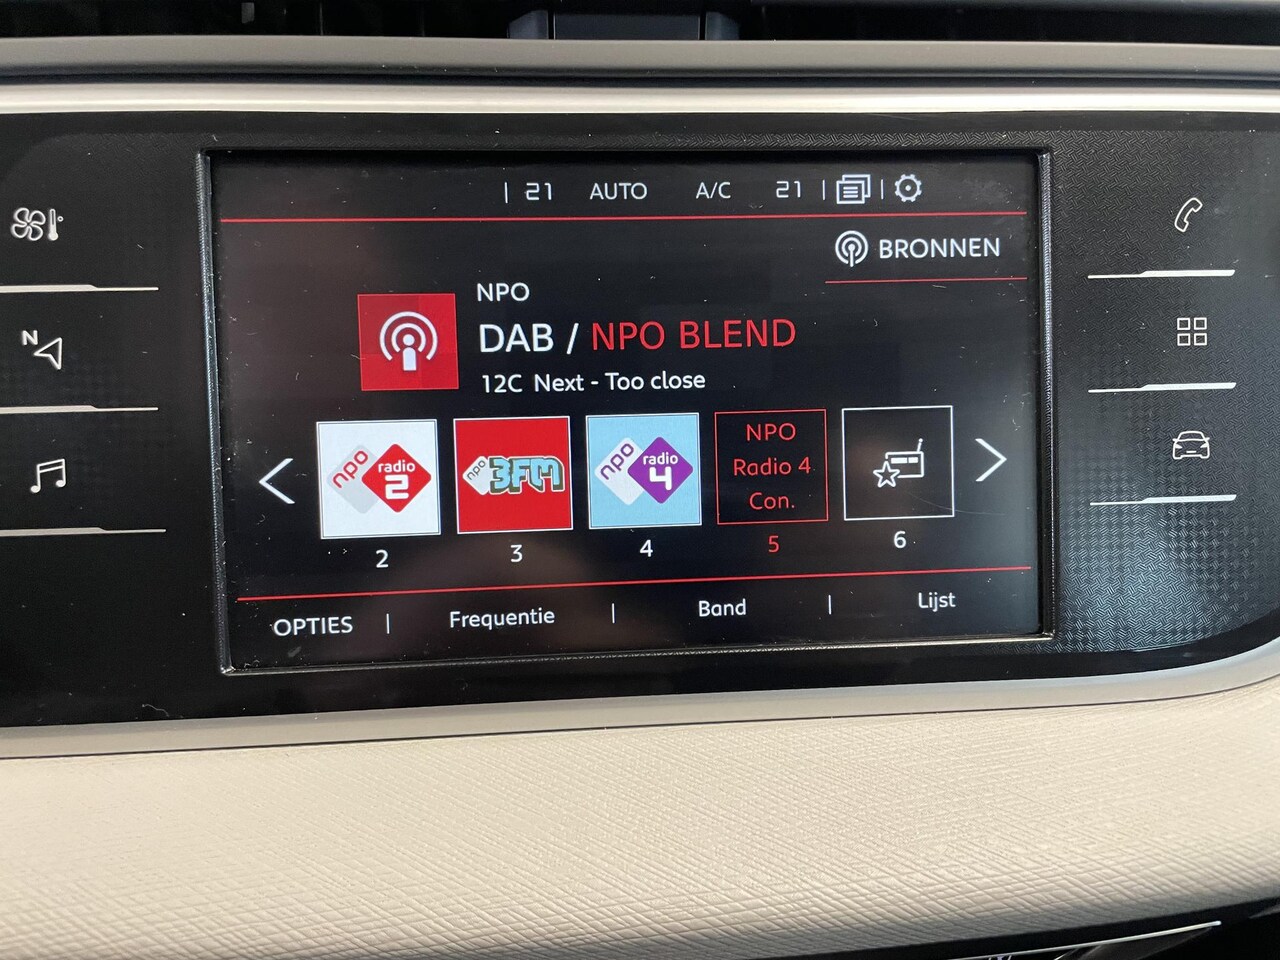 21 AUTO A/C 21
BRONNEN
NPO
DAB / NPO BLEND
12C Next - Too close
npo radio 2
npo 3FM
npo radio 4
NPO
Radio 4
Con.
2 3 4 5 6
OPTIES | Frequentie | Band | Lijst
N